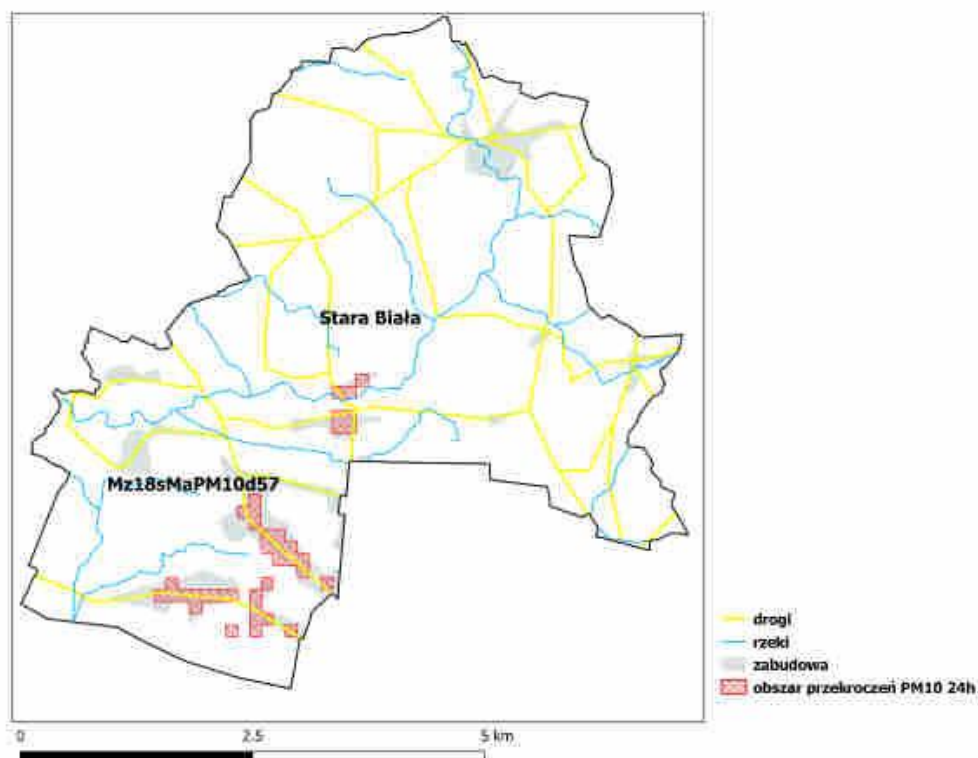 Stara Biała
Mz18sMaPM10d57
drogi
rzeki
zabudowa
obszar przekroczeń PM10 24h
0 2.5 5 km